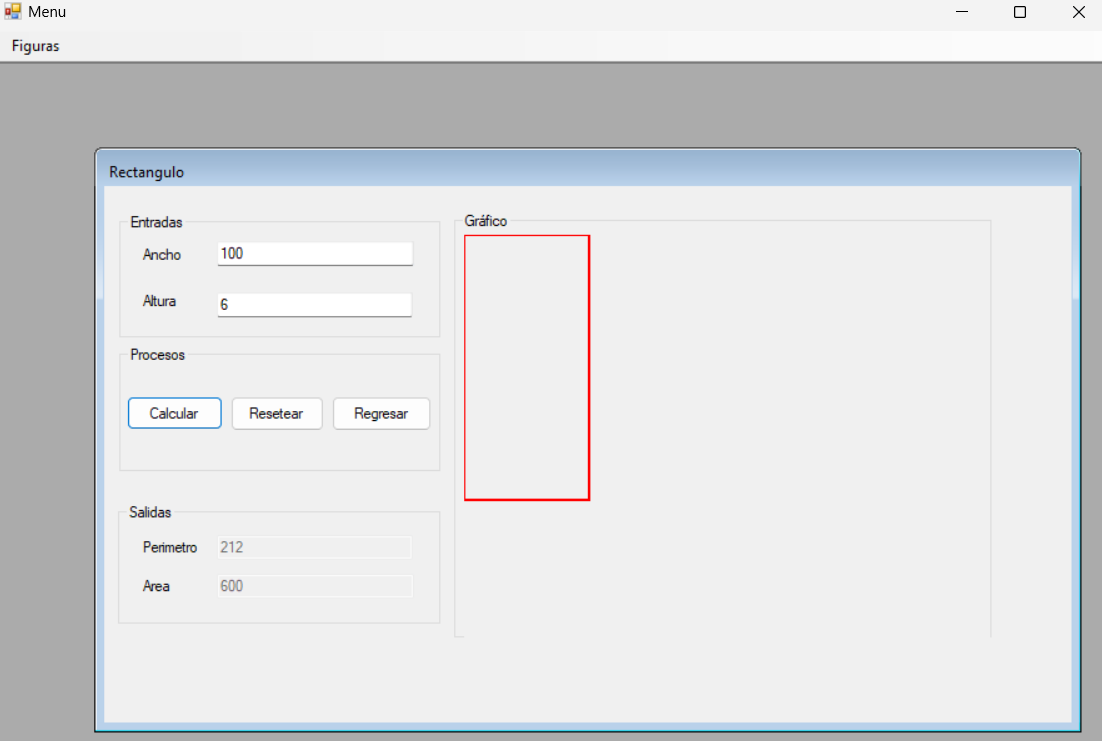 Menu
Figuras
Rectangulo
Entradas
Ancho 100
Altura 6
Procesos
Calcular Resetear Regresar
Salidas
Perimetro 212
Area 600
Gráfico